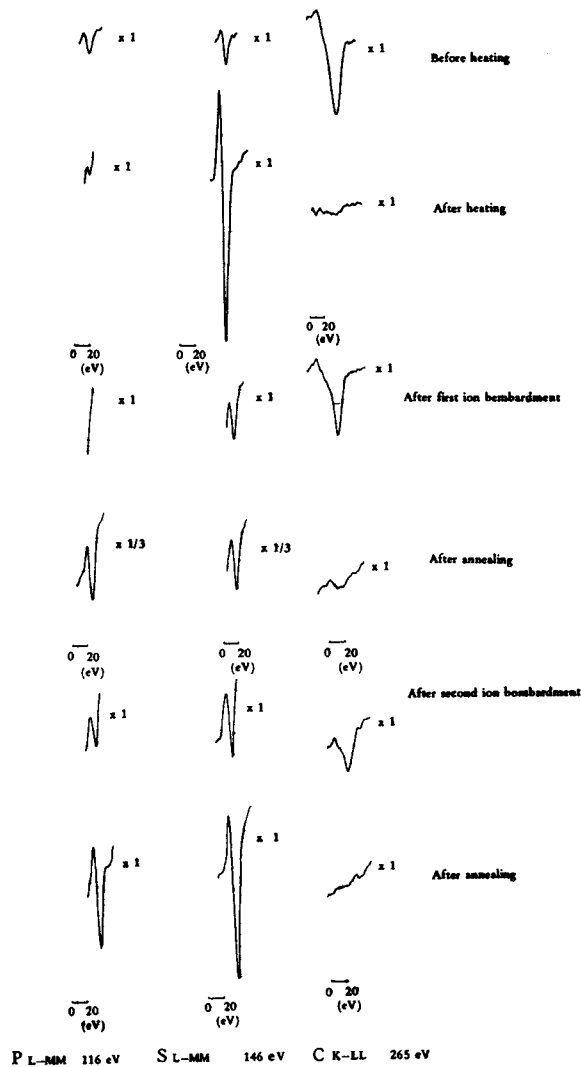 x 1 x 1 x 1 Before heating
x 1 x 1 x 1 After heating
0 20 (eV) 0 20 (eV) 0 20 (eV)
x 1 x 1 x 1 After first ion bembardment
x 1/3 x 1/3 x 1 After annealing
0 20 (eV) 0 20 (eV) 0 20 (eV)
After second ion bombardment
x 1 x 1 x 1
x 1 x 1 x 1 After annealing
0 20 (eV) 0 20 (eV) 0 20 (eV)
P L–MM 116 eV S L–MM 146 eV C K–LL 265 eV